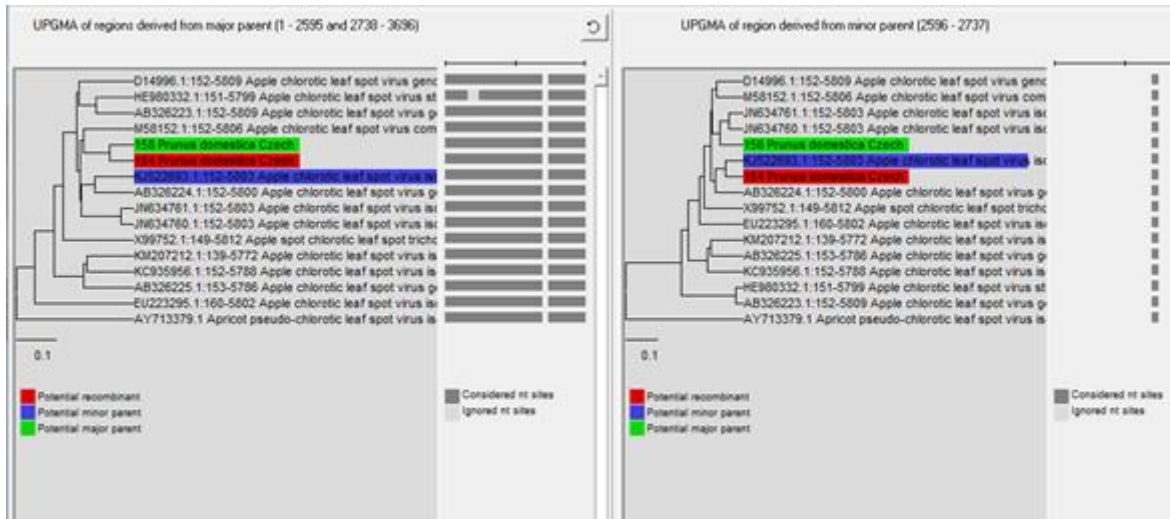 UPGMA of regions derived from major parent (1 - 2595 and 2738 - 3696)
D14996.1:152-5809 Apple chlorotic leaf spot virus genc
HE980332.1:151-5799 Apple chlorotic leaf spot virus st
AB326223.1:152-5809 Apple chlorotic leaf spot virus g
M58152.1:152-5806 Apple chlorotic leaf spot virus com
158 Prunus domestica Czech
184 Prunus domestica Czech
KJ522693.1:152-5803 Apple chlorotic leaf spot virus iso
AB326224.1:152-5800 Apple chlorotic leaf spot virus g
JN634761.1:152-5803 Apple chlorotic leaf spot virus isc
JN634760.1:152-5803 Apple chlorotic leaf spot virus isc
X99752.1:149-5812 Apple spot chlorotic leaf spot tricho
KM207212.1:139-5772 Apple chlorotic leaf spot virus is
KC935956.1:152-5788 Apple chlorotic leaf spot virus is
AB326225.1:153-5786 Apple chlorotic leaf spot virus g
EU223295.1:160-5802 Apple chlorotic leaf spot virus iso
AY713379.1 Apricot pseudo-chlorotic leaf spot virus is
0.1
Potential recombinant
Potential minor parent
Potential major parent
Considered nt sites
Ignored nt sites
UPGMA of region derived from minor parent (2596 - 2737)
D14996.1:152-5809 Apple chlorotic leaf spot virus genc
M58152.1:152-5806 Apple chlorotic leaf spot virus com
JN634761.1:152-5803 Apple chlorotic leaf spot virus isc
JN634760.1:152-5803 Apple chlorotic leaf spot virus isc
158 Prunus domestica Czech
KJ522693.1:152-5803 Apple chlorotic leaf spot virus isc
184 Prunus domestica Czech
AB326224.1:152-5800 Apple chlorotic leaf spot virus g
X99752.1:149-5812 Apple spot chlorotic leaf spot tricho
EU223295.1:160-5802 Apple chlorotic leaf spot virus iso
KM207212.1:139-5772 Apple chlorotic leaf spot virus is
AB326225.1:153-5786 Apple chlorotic leaf spot virus g
KC935956.1:152-5788 Apple chlorotic leaf spot virus is
HE980332.1:151-5799 Apple chlorotic leaf spot virus st
AB326223.1:152-5809 Apple chlorotic leaf spot virus g
AY713379.1 Apricot pseudo-chlorotic leaf spot virus is
0.1
Potential recombinant
Potential minor parent
Potential major parent
Considered nt sites
Ignored nt sites